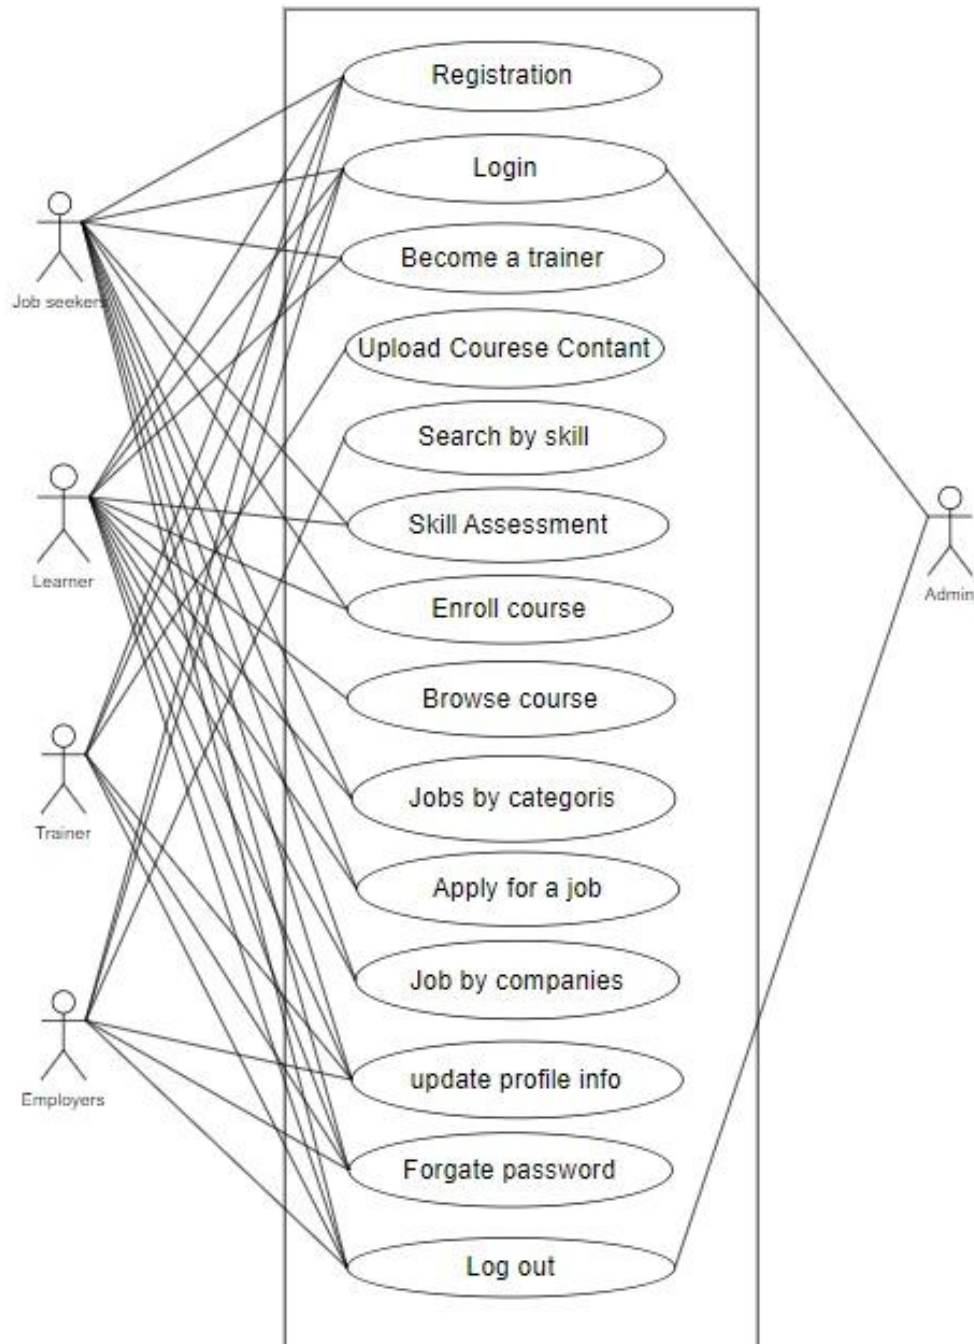 Registration
Login
Become a trainer
Upload Courese Contant
Search by skill
Skill Assessment
Enroll course
Browse course
Jobs by categoris
Apply for a job
Job by companies
update profile info
Forgate password
Log out
Job seekers
Learner
Trainer
Employers
Admin